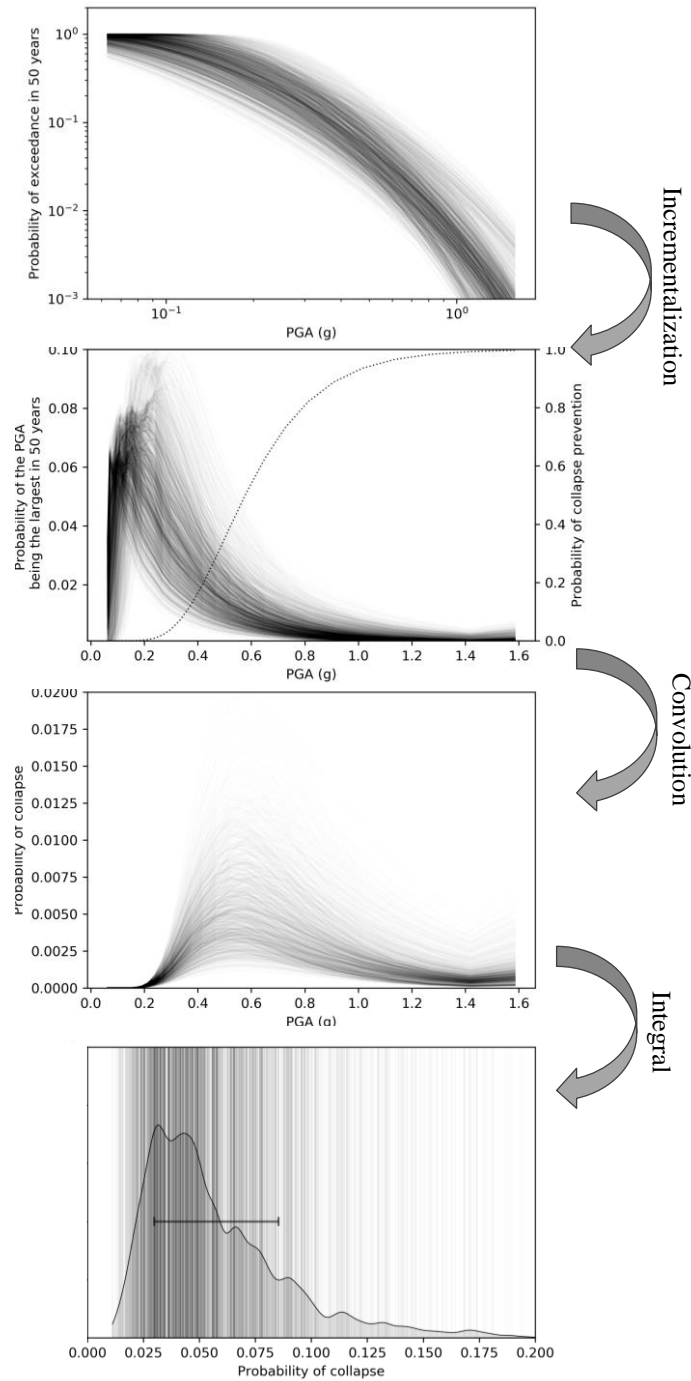 10⁰
10⁻¹
10⁻²
10⁻³
Probability of exceedance in 50 years
10⁻¹
10⁰
PGA (g)
Incrementalization
0.10
0.08
0.06
0.04
0.02
Probability of the PGA
being the largest in 50 years
1.0
0.8
0.6
0.4
0.2
0.0
Probability of collapse prevention
0.0 0.2 0.4 0.6 0.8 1.0 1.2 1.4 1.6
PGA (g)
Convolution
0.0200
0.0175
0.0150
0.0125
0.0100
0.0075
0.0050
0.0025
0.0000
Probability of collapse
0.0 0.2 0.4 0.6 0.8 1.0 1.2 1.4 1.6
PGA (g)
Integral
0.000 0.025 0.050 0.075 0.100 0.125 0.150 0.175 0.200
Probability of collapse